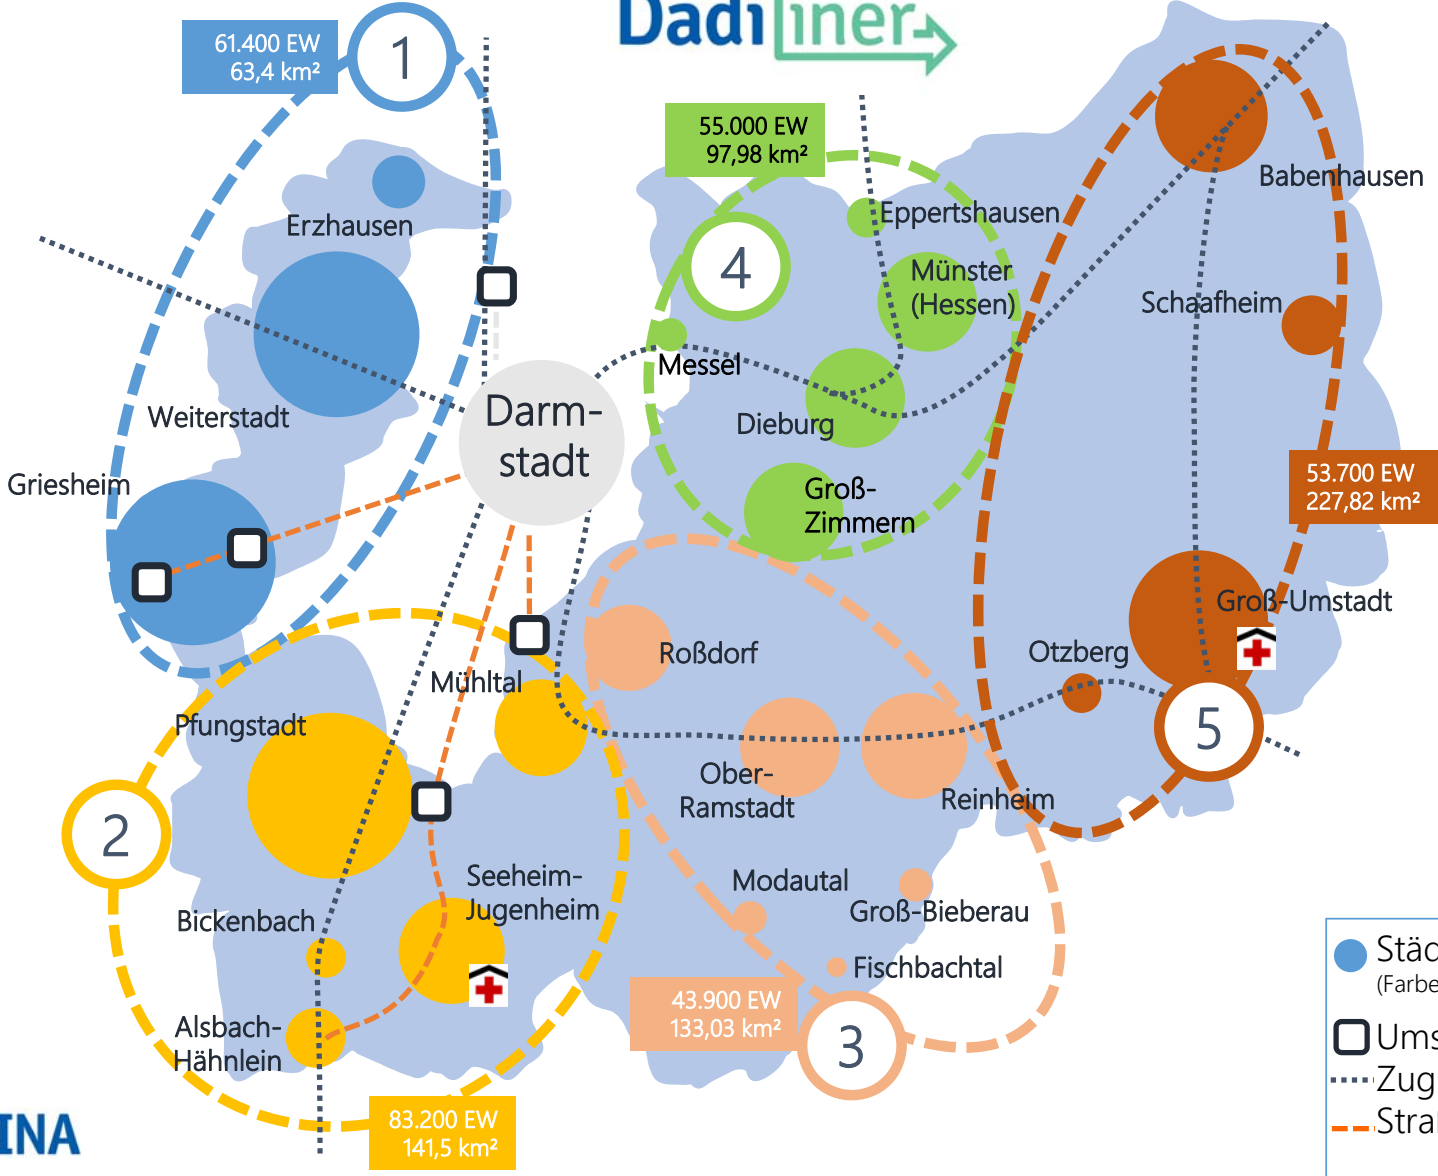 Dadiliner
61.400 EW
63,4 km²
1
55.000 EW
97,98 km²
Babenhausen
Erzhausen
Eppertshausen
4
Münster
(Hessen)
Schaafheim
Messel
Darm-
stadt
Weiterstadt
Dieburg
Griesheim
53.700 EW
227,82 km²
Groß-
Zimmern
Groß-Umstadt
Roßdorf
Otzberg
Mühltal
Pfungstadt
5
Ober-
Ramstadt
Reinheim
2
Seeheim-
Jugenheim
Modautal
Bickenbach
Groß-Bieberau
Fischbachtal
43.900 EW
133,03 km²
Alsbach-
Hähnlein
3
83.200 EW
141,5 km²
INA
Zug